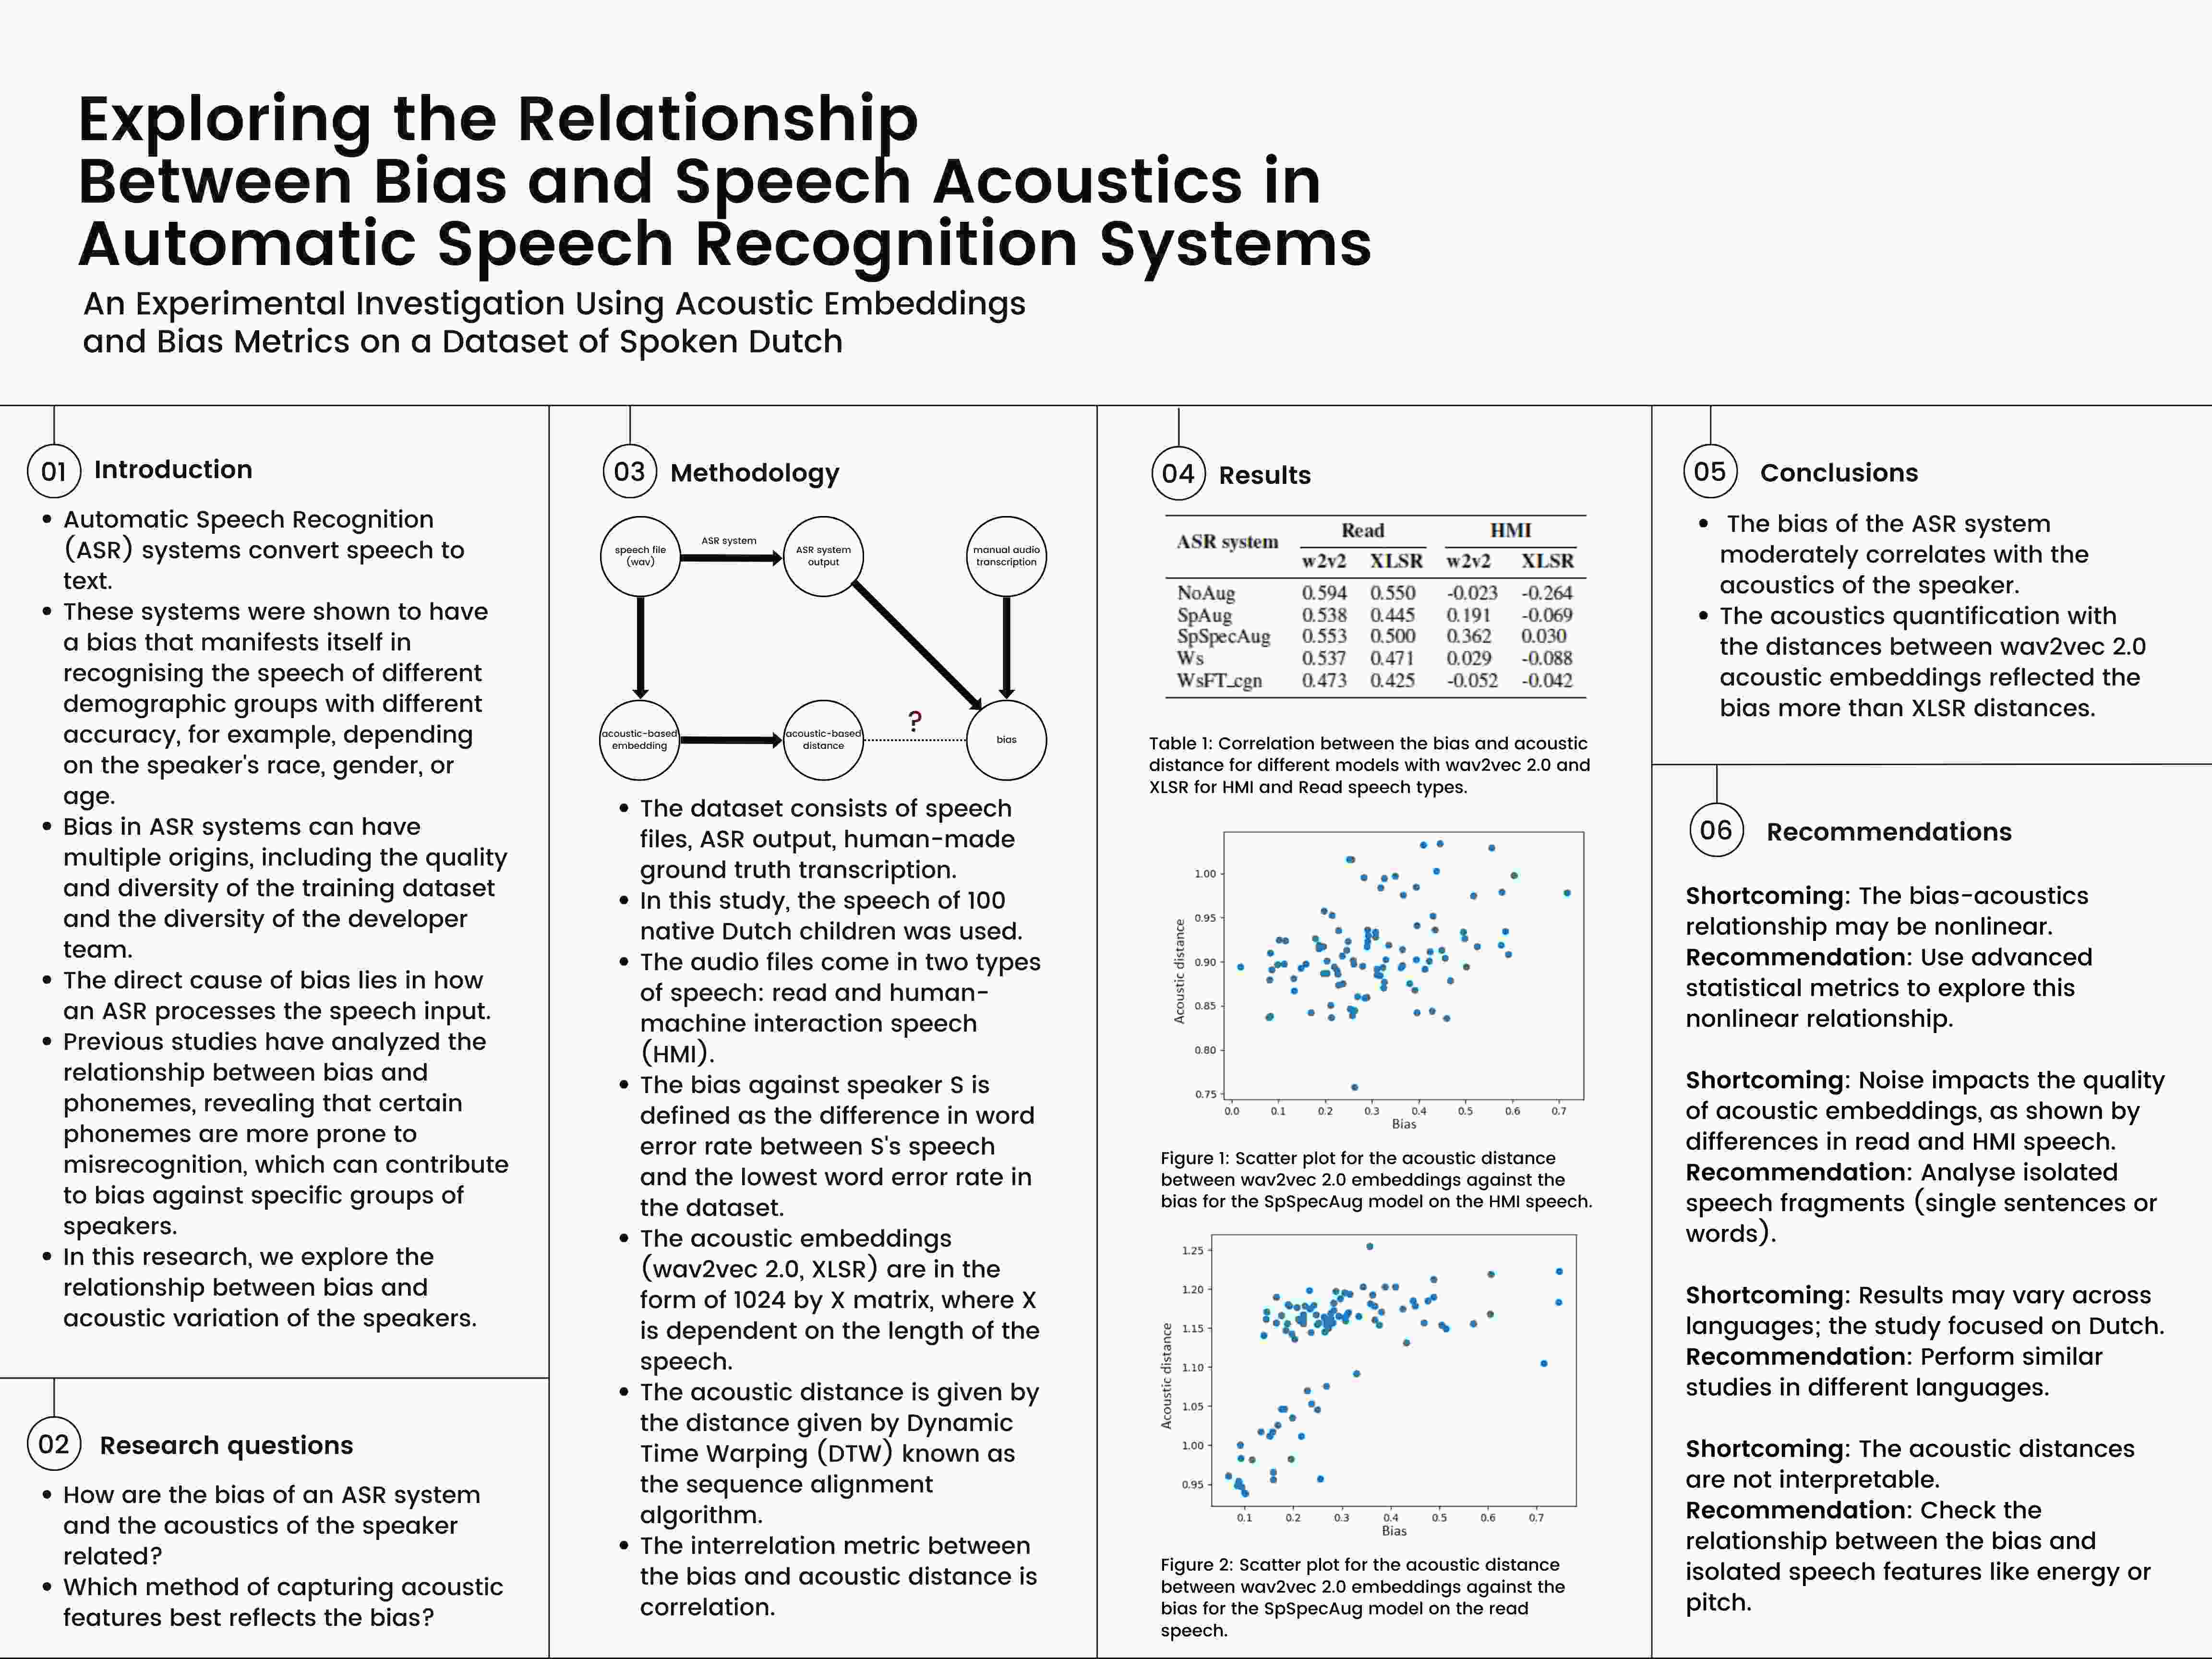 Exploring the Relationship
Between Bias and Speech Acoustics in
Automatic Speech Recognition Systems
An Experimental Investigation Using Acoustic Embeddings
and Bias Metrics on a Dataset of Spoken Dutch
01 Introduction
• Automatic Speech Recognition
(ASR) systems convert speech to
text.
• These systems were shown to have
a bias that manifests itself in
recognising the speech of different
demographic groups with different
accuracy, for example, depending
on the speaker's race, gender, or
age.
• Bias in ASR systems can have
multiple origins, including the quality
and diversity of the training dataset
and the diversity of the developer
team.
• The direct cause of bias lies in how
an ASR processes the speech input.
• Previous studies have analyzed the
relationship between bias and
phonemes, revealing that certain
phonemes are more prone to
misrecognition, which can contribute
to bias against specific groups of
speakers.
• In this research, we explore the
relationship between bias and
acoustic variation of the speakers.
02 Research questions
• How are the bias of an ASR system
and the acoustics of the speaker
related?
• Which method of capturing acoustic
features best reflects the bias?
03 Methodology
speech file
(wav)
ASR system
ASR system
output
manual audio
transcription
acoustic-based
embedding
acoustic-based
distance
?
bias
• The dataset consists of speech
files, ASR output, human-made
ground truth transcription.
• In this study, the speech of 100
native Dutch children was used.
• The audio files come in two types
of speech: read and human-
machine interaction speech
(HMI).
• The bias against speaker S is
defined as the difference in word
error rate between S's speech
and the lowest word error rate in
the dataset.
• The acoustic embeddings
(wav2vec 2.0, XLSR) are in the
form of 1024 by X matrix, where X
is dependent on the length of the
speech.
• The acoustic distance is given by
the distance given by Dynamic
Time Warping (DTW) known as
the sequence alignment
algorithm.
• The interrelation metric between
the bias and acoustic distance is
correlation.
04 Results
ASR system Read HMI
w2v2 XLSR w2v2 XLSR
NoAug 0.594 0.550 -0.023 -0.264
SpAug 0.538 0.445 0.191 -0.069
SpSpecAug 0.553 0.500 0.362 0.030
Ws 0.537 0.471 0.029 -0.088
WsFT_cgn 0.473 0.425 -0.052 -0.042
Table 1: Correlation between the bias and acoustic
distance for different models with wav2vec 2.0 and
XLSR for HMI and Read speech types.
Acoustic distance
1.00
0.95
0.90
0.85
0.80
0.75
0.0 0.1 0.2 0.3 0.4 0.5 0.6 0.7
Bias
Figure 1: Scatter plot for the acoustic distance
between wav2vec 2.0 embeddings against the
bias for the SpSpecAug model on the HMI speech.
Acoustic distance
1.25
1.20
1.15
1.10
1.05
1.00
0.95
0.1 0.2 0.3 0.4 0.5 0.6 0.7
Bias
Figure 2: Scatter plot for the acoustic distance
between wav2vec 2.0 embeddings against the
bias for the SpSpecAug model on the read
speech.
05 Conclusions
• The bias of the ASR system
moderately correlates with the
acoustics of the speaker.
• The acoustics quantification with
the distances between wav2vec 2.0
acoustic embeddings reflected the
bias more than XLSR distances.
06 Recommendations
Shortcoming: The bias-acoustics
relationship may be nonlinear.
Recommendation: Use advanced
statistical metrics to explore this
nonlinear relationship.
Shortcoming: Noise impacts the quality
of acoustic embeddings, as shown by
differences in read and HMI speech.
Recommendation: Analyse isolated
speech fragments (single sentences or
words).
Shortcoming: Results may vary across
languages; the study focused on Dutch.
Recommendation: Perform similar
studies in different languages.
Shortcoming: The acoustic distances
are not interpretable.
Recommendation: Check the
relationship between the bias and
isolated speech features like energy or
pitch.